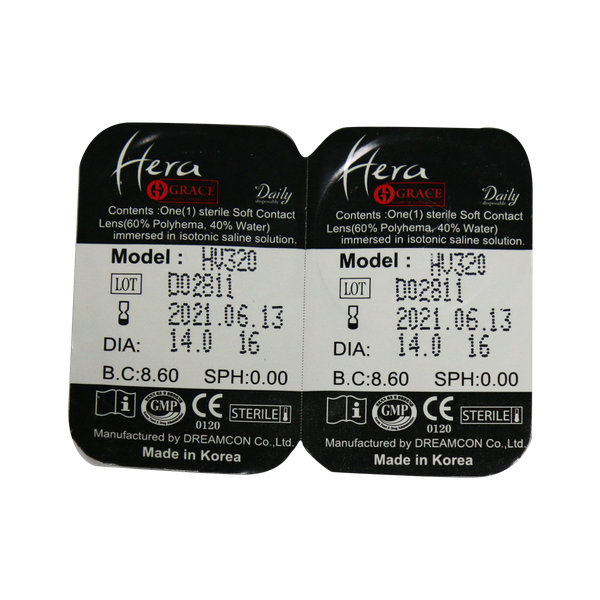 Hera
GRACE
Daily
disposable
Contents :One(1) sterile Soft Contact
Lens(60% Polyhema, 40% Water)
immersed in isotonic saline solution.
Model : HV320
LOT D02811
2021.06.13
DIA: 14.0 16
B.C:8.60 SPH:0.00
GMP
CE 0120
STERILE
Manufactured by DREAMCON Co.,Ltd.
Made in Korea
Hera
GRACE
Daily
disposable
Contents :One(1) sterile Soft Contact
Lens(60% Polyhema, 40% Water)
immersed in isotonic saline solution.
Model : HV320
LOT D02811
2021.06.13
DIA: 14.0 16
B.C:8.60 SPH:0.00
GMP
CE 0120
STERILE
Manufactured by DREAMCON Co.,Ltd.
Made in Korea